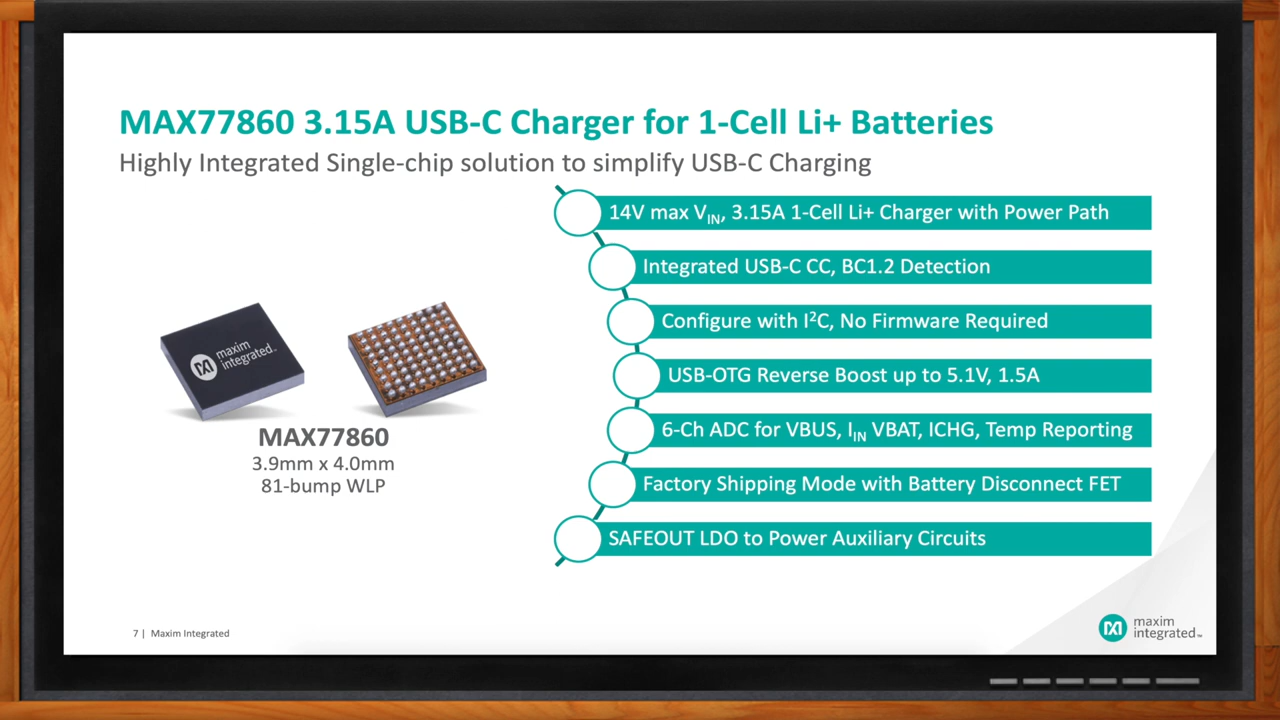 MAX77860 3.15A USB-C Charger for 1-Cell Li+ Batteries
Highly Integrated Single-chip solution to simplify USB-C Charging
14V max VIN, 3.15A 1-Cell Li+ Charger with Power Path
Integrated USB-C CC, BC1.2 Detection
Configure with I²C, No Firmware Required
USB-OTG Reverse Boost up to 5.1V, 1.5A
6-Ch ADC for VBUS, IIN VBAT, ICHG, Temp Reporting
Factory Shipping Mode with Battery Disconnect FET
SAFEOUT LDO to Power Auxiliary Circuits
maxim
integrated™
MAX77860
3.9mm x 4.0mm
81-bump WLP
7 | Maxim Integrated
maxim
integrated™